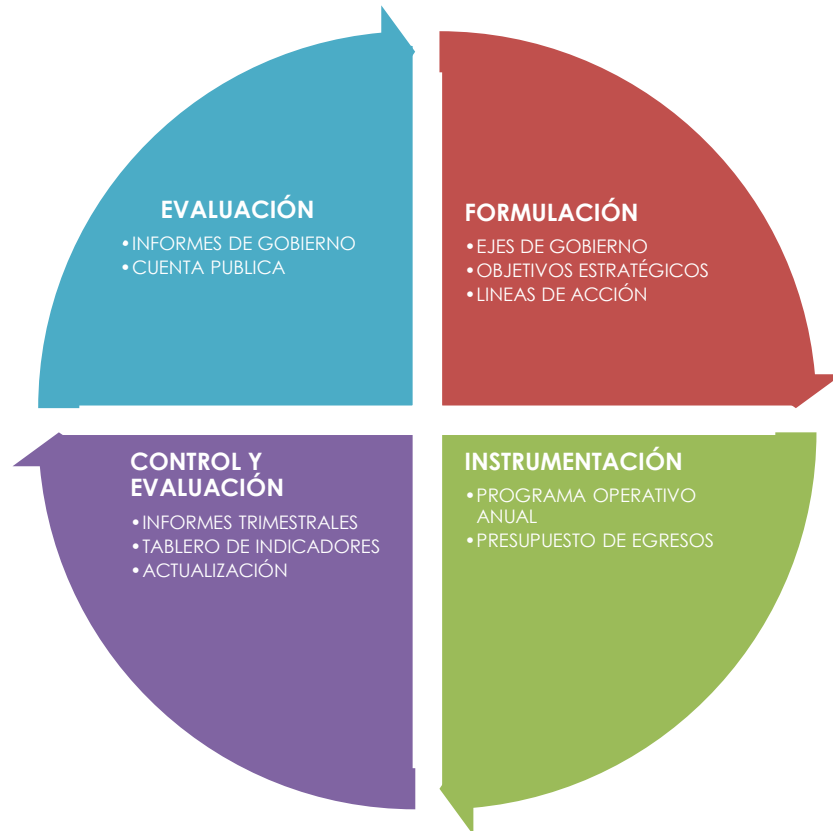 EVALUACIÓN
•INFORMES DE GOBIERNO
•CUENTA PUBLICA
FORMULACIÓN
•EJES DE GOBIERNO
•OBJETIVOS ESTRATÉGICOS
•LINEAS DE ACCIÓN
CONTROL Y
EVALUACIÓN
•INFORMES TRIMESTRALES
•TABLERO DE INDICADORES
•ACTUALIZACIÓN
INSTRUMENTACIÓN
•PROGRAMA OPERATIVO
ANUAL
•PRESUPUESTO DE EGRESOS